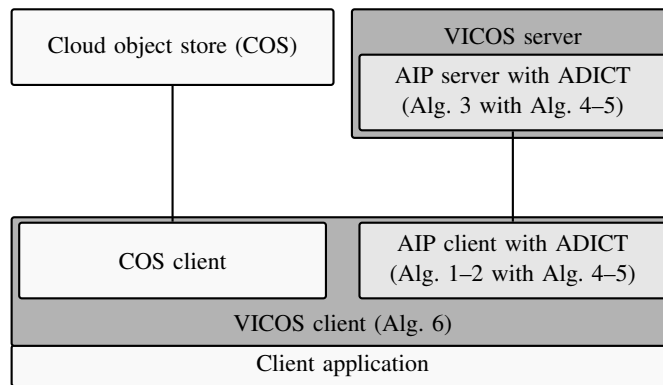 Cloud object store (COS)
VICOS server
AIP server with ADICT
(Alg. 3 with Alg. 4–5)
COS client
AIP client with ADICT
(Alg. 1–2 with Alg. 4–5)
VICOS client (Alg. 6)
Client application